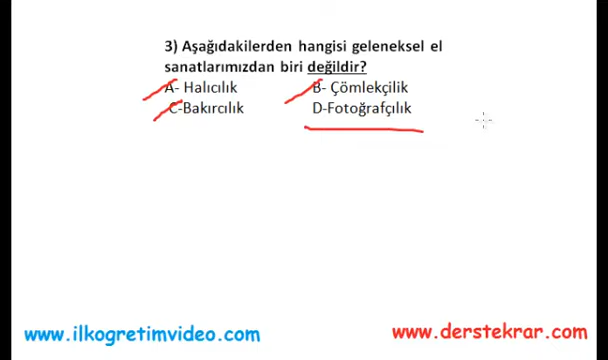 3) Aşağıdakilerden hangisi geleneksel el
sanatlarımızdan biri değildir?
A- Halıcılık B- Çömlekçilik
C-Bakırcılık D-Fotoğrafçılık
www.ilkogretimvideo.com www.derstekrar.com